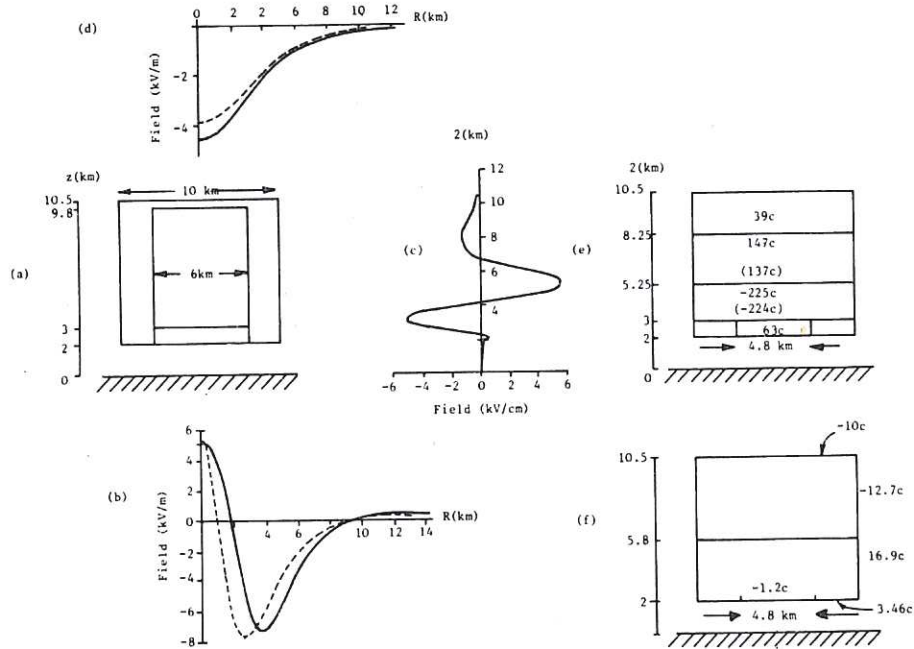 (d)
0 2 2 4 6 8 10 12 R(km)
-2
-4
Field (kV/m)
z(km)
10.5
9.8
3
2
0
10 km
6km
(a)
2(km)
12
10
8
6
4
(c)
-6 -4 -2 0 2 4 6
Field (kV/cm)
(e)
2(km)
10.5
8.25
5.25
3
2
0
39c
147c
(137c)
-225c
(-224c)
63c
4.8 km
(b)
6
4
2
0
-2
-4
-6
-8
Field (kV/m)
4 6 8 10 12 14
R(km)
(f)
10.5
5.8
2
-10c
-12.7c
16.9c
-1.2c
3.46c
4.8 km